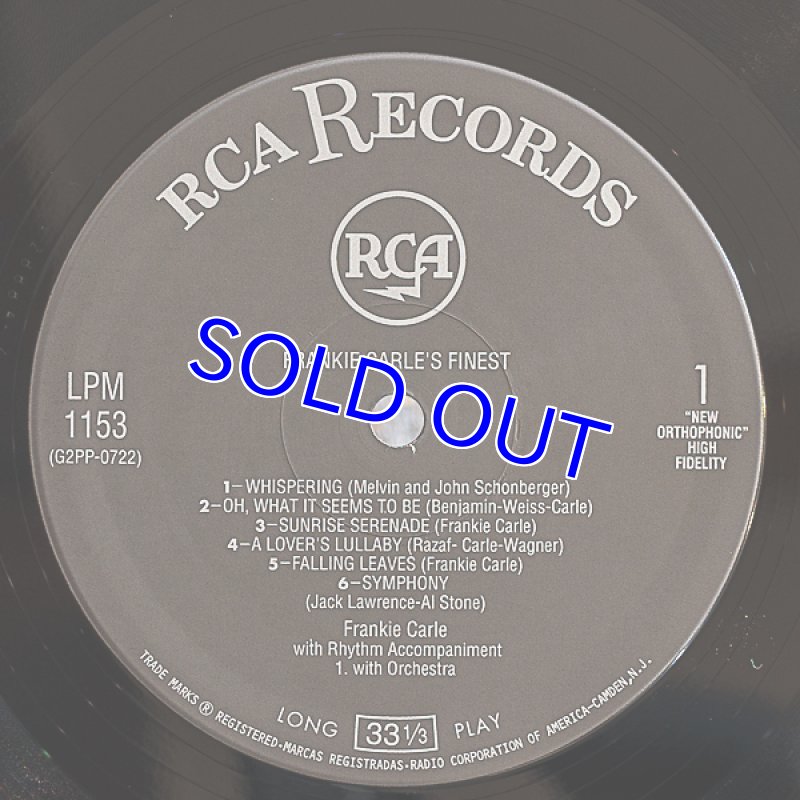 RCA RECORDS
RCA
FRANKIE CARLE'S FINEST
SOLD OUT
LPM
1153
(G2PP-0722)
1
"NEW
ORTHOPHONIC"
HIGH
FIDELITY
1-WHISPERING (Melvin and John Schonberger)
2-OH, WHAT IT SEEMS TO BE (Benjamin-Weiss-Carle)
3-SUNRISE SERENADE (Frankie Carle)
4-A LOVER'S LULLABY (Razaf- Carle-Wagner)
5-FALLING LEAVES (Frankie Carle)
6-SYMPHONY
(Jack Lawrence-Al Stone)
Frankie Carle
with Rhythm Accompaniment
1. with Orchestra
LONG 33 1/3 PLAY
TRADE MARKS ® REGISTERED•MARCAS REGISTRADAS•RADIO CORPORATION OF AMERICA—CAMDEN, N.J.